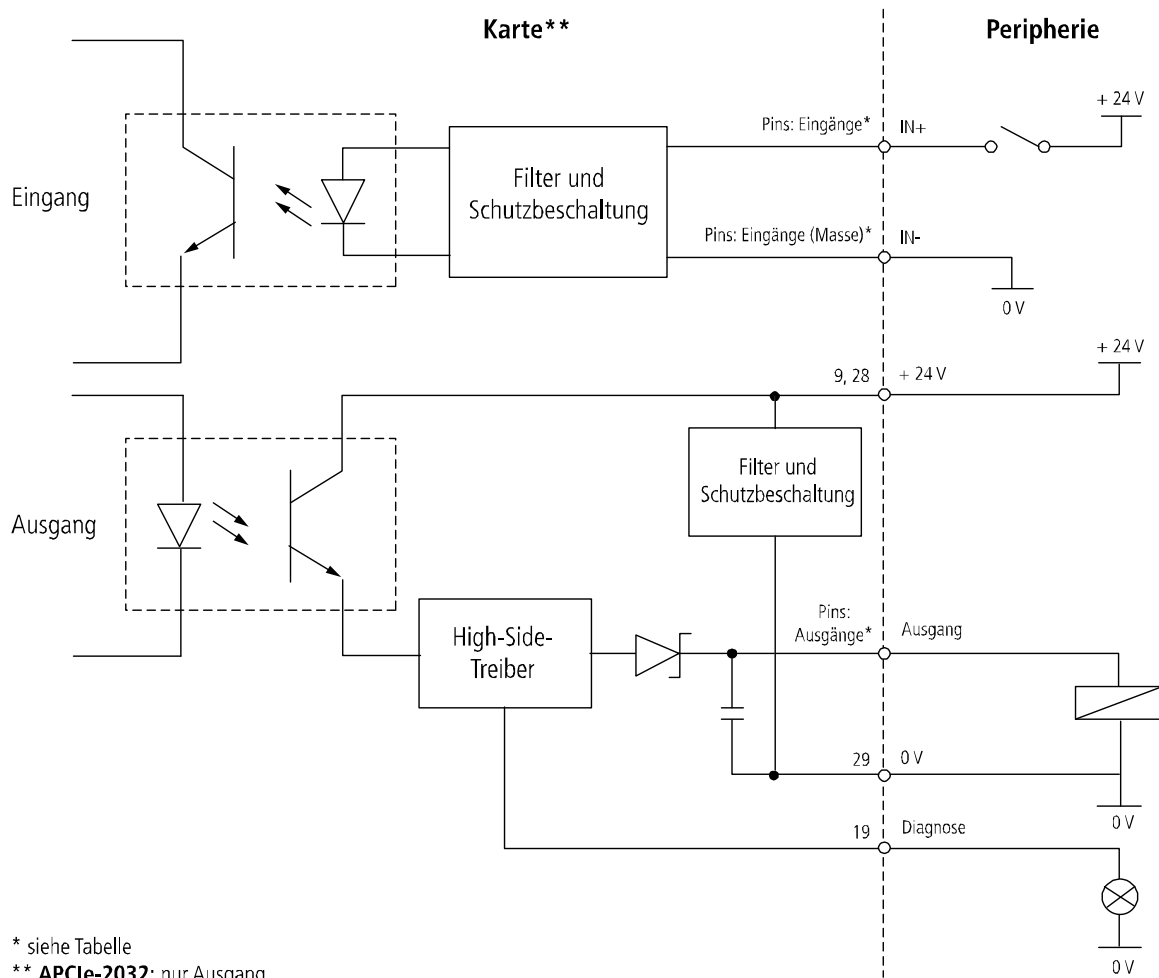 Karte**
Peripherie
+ 24 V
Pins: Eingänge*
IN+
Eingang
Filter und
Schutzbeschaltung
Pins: Eingänge (Masse)*
IN-
0 V
+ 24 V
9, 28
+ 24 V
Filter und
Schutzbeschaltung
Ausgang
High-Side-
Treiber
Pins:
Ausgänge*
Ausgang
29
0 V
0 V
19
Diagnose
0 V
* siehe Tabelle
** APCIe-2032: nur Ausgang